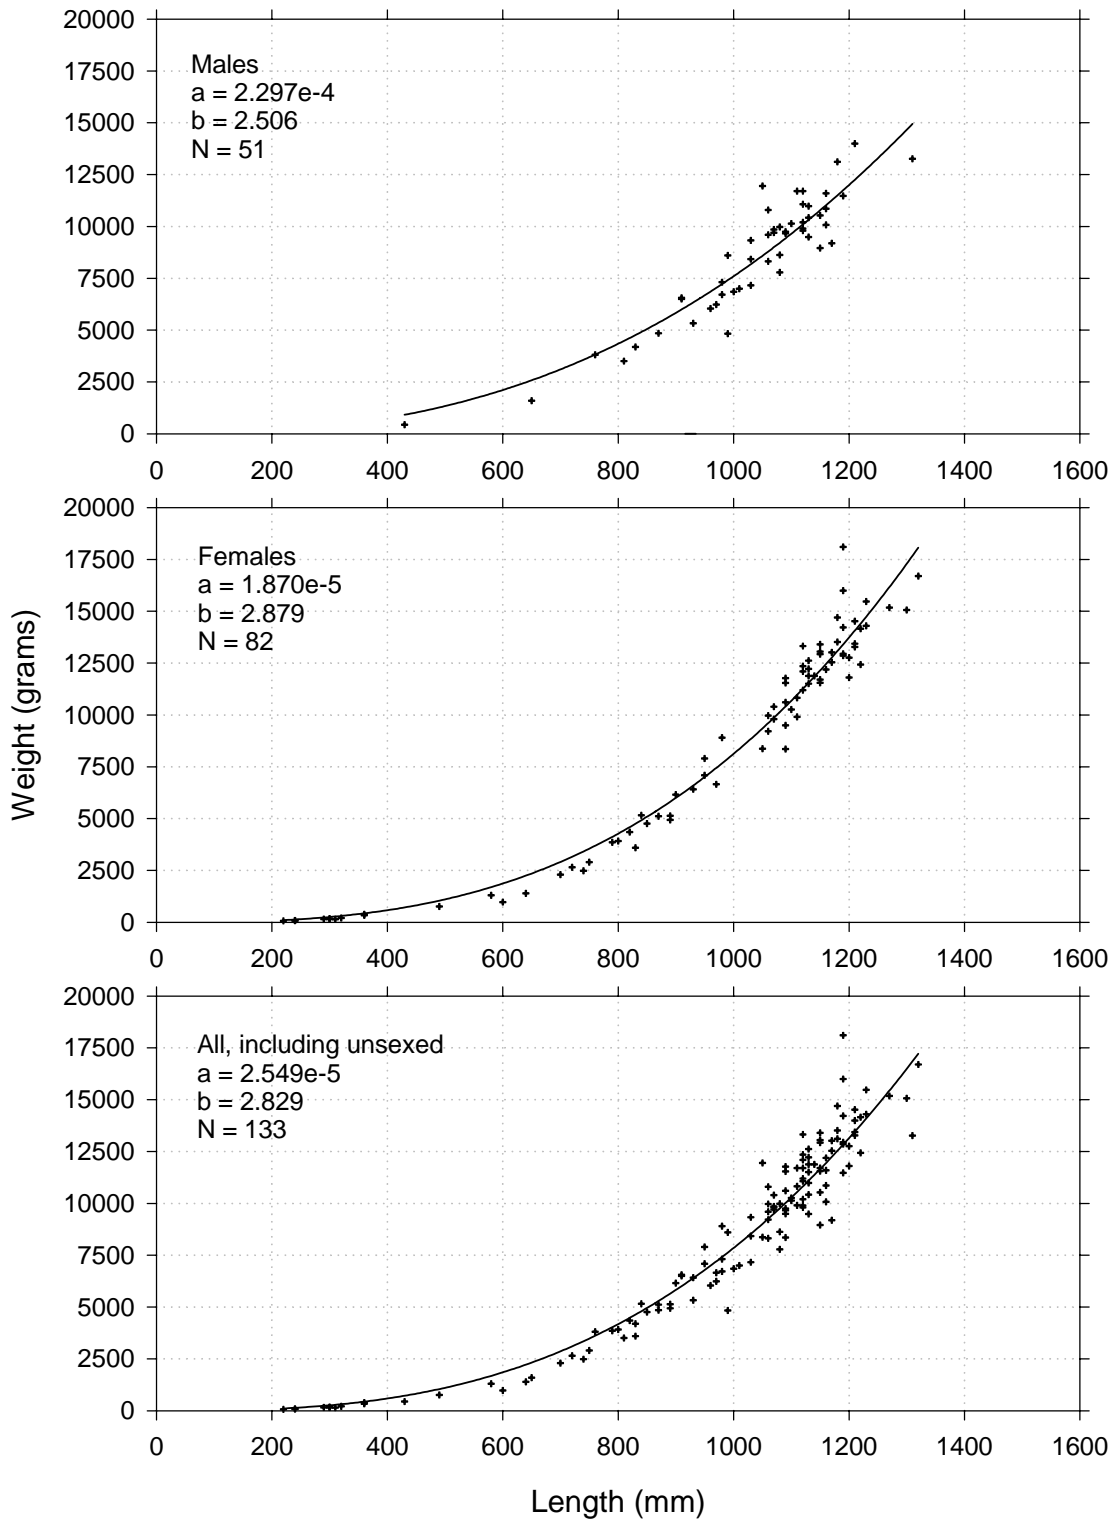 20000
17500
15000
12500
10000
7500
5000
2500
0
Males
a = 2.297e-4
b = 2.506
N = 51
0 200 400 600 800 1000 1200 1400 1600
20000
17500
15000
12500
10000
7500
5000
2500
0
Females
a = 1.870e-5
b = 2.879
N = 82
0 200 400 600 800 1000 1200 1400 1600
Weight (grams)
20000
17500
15000
12500
10000
7500
5000
2500
0
All, including unsexed
a = 2.549e-5
b = 2.829
N = 133
0 200 400 600 800 1000 1200 1400 1600
Length (mm)